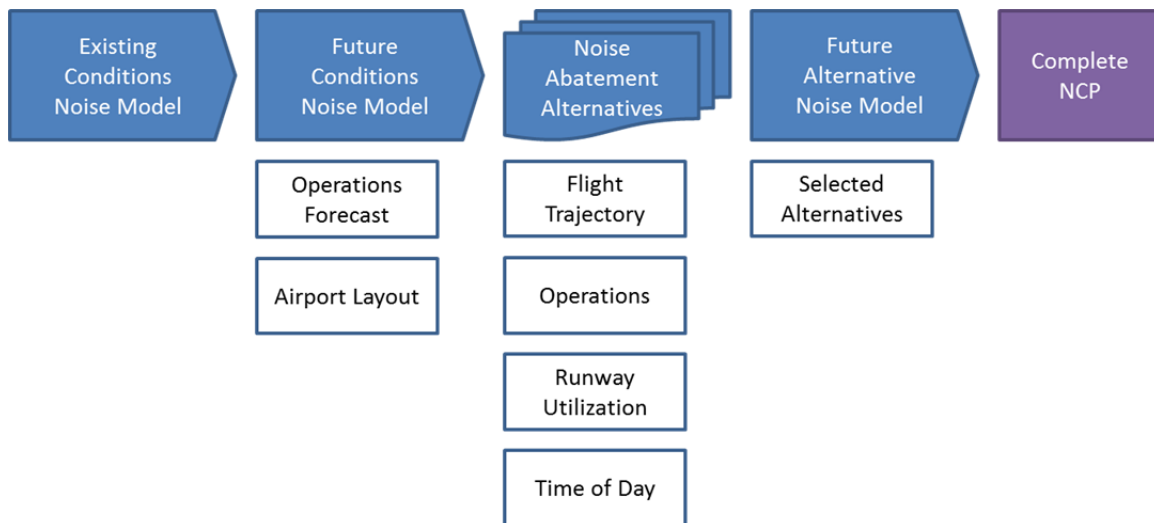 Existing
Conditions
Noise Model
Future
Conditions
Noise Model
Noise
Abatement
Alternatives
Future
Alternative
Noise Model
Complete
NCP
Operations
Forecast
Airport Layout
Flight
Trajectory
Operations
Runway
Utilization
Time of Day
Selected
Alternatives